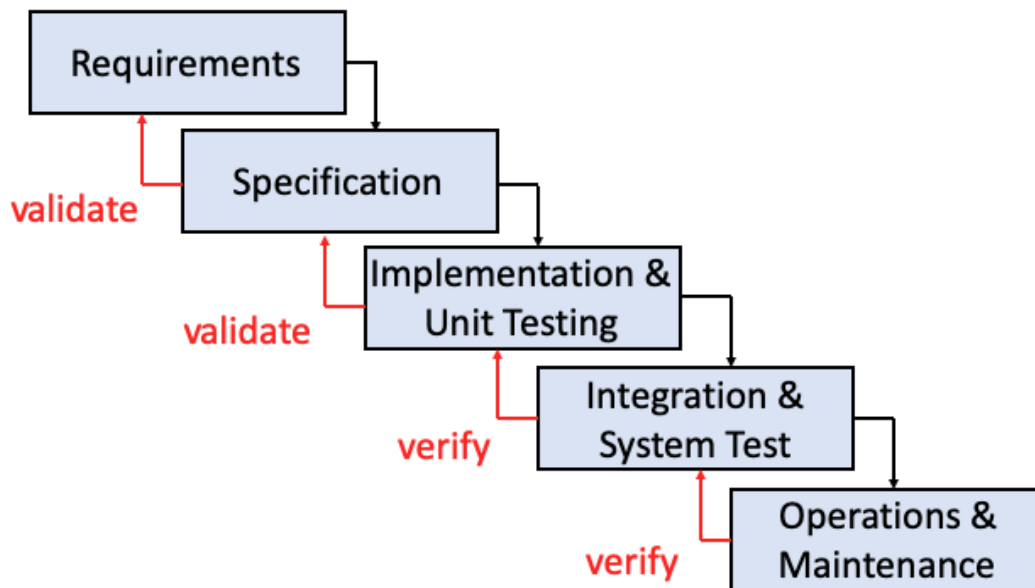 Requirements
Specification
validate
Implementation &
Unit Testing
validate
Integration &
System Test
verify
Operations &
Maintenance
verify